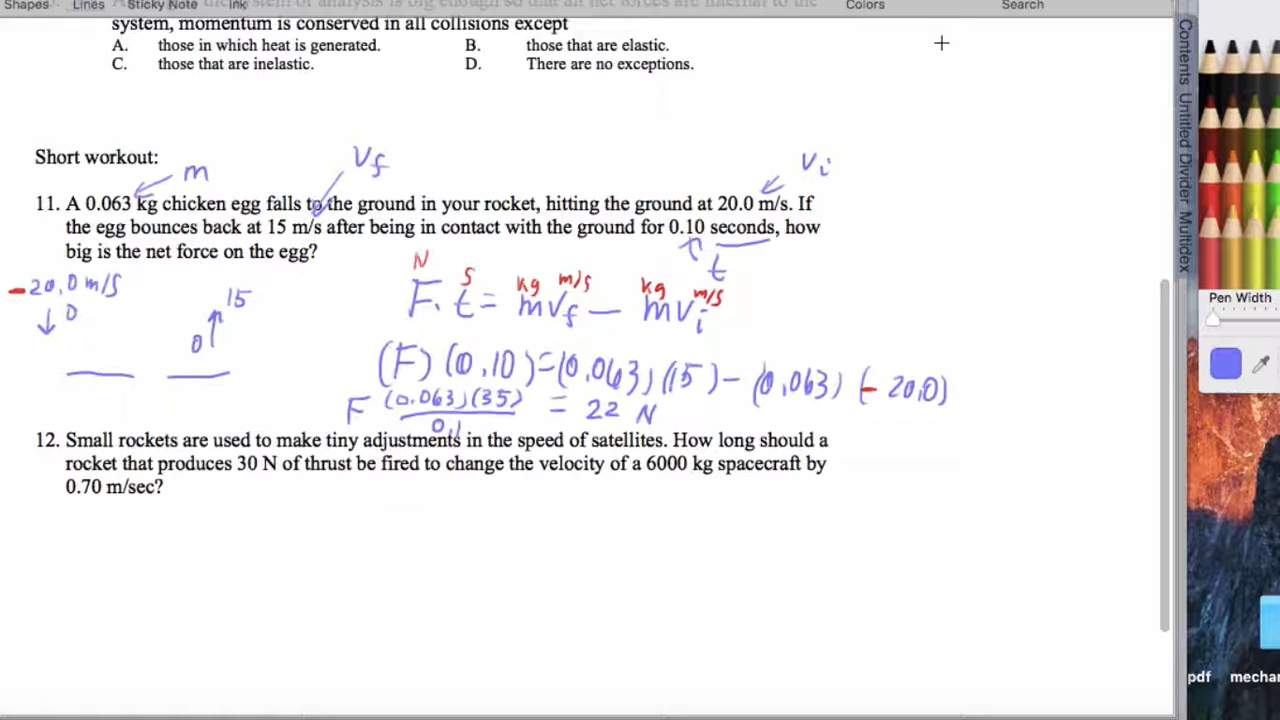 Shapes Lines Sticky Note Ink Colors Search
system, momentum is conserved in all collisions except
A. those in which heat is generated. B. those that are elastic.
C. those that are inelastic. D. There are no exceptions.
Short workout:
m Vf Vi
11. A 0.063 kg chicken egg falls to the ground in your rocket, hitting the ground at 20.0 m/s. If
the egg bounces back at 15 m/s after being in contact with the ground for 0.10 seconds, how
big is the net force on the egg?
t
N s kg m/s kg m/s
-20.0 m/s 15
F. t = mVf - mVi
(F) (0.10) = (0.063) (15) - (0.063) (-20.0)
F (0.063)(35) = 22 N
0.1
12. Small rockets are used to make tiny adjustments in the speed of satellites. How long should a
rocket that produces 30 N of thrust be fired to change the velocity of a 6000 kg spacecraft by
0.70 m/sec?
Contents Untitled Divider Multidex
Pen Width
pdf mecha